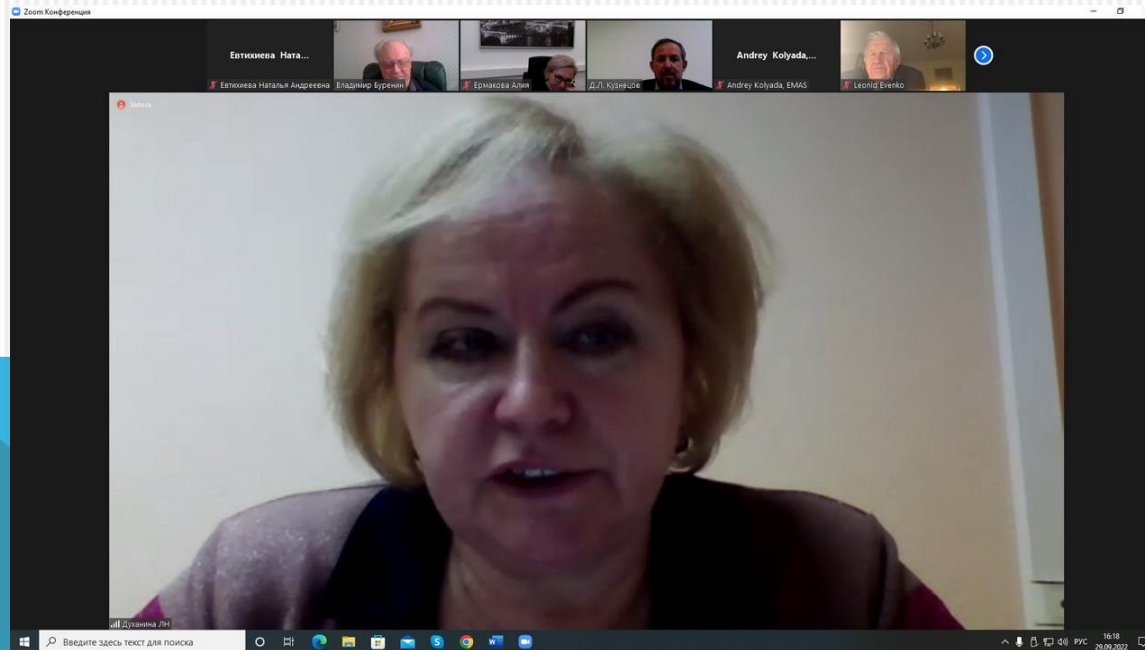 Zoom Конференция
Евтихиева Ната...
Andrey Kolyada,...
Евтихиева Наталья Андреевна
Владимир Буренин
Ермакова Алия
Д.Л. Кузнецов
Andrey Kolyada, EMAS
Leonid Evenko
Запись
Духанина ЛН
Введите здесь текст для поиска
РУС
16:18
29.09.2022